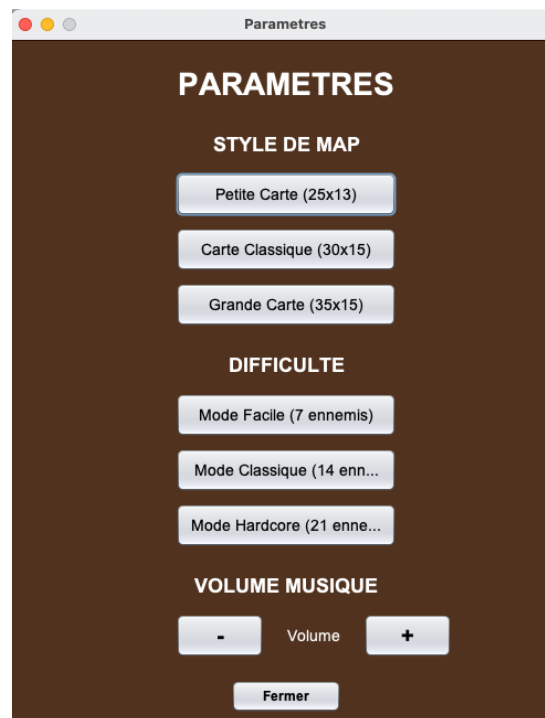 Parametres
PARAMETRES
STYLE DE MAP
Petite Carte (25x13)
Carte Classique (30x15)
Grande Carte (35x15)
DIFFICULTE
Mode Facile (7 ennemis)
Mode Classique (14 enn...
Mode Hardcore (21 enne...
VOLUME MUSIQUE
- Volume +
Fermer